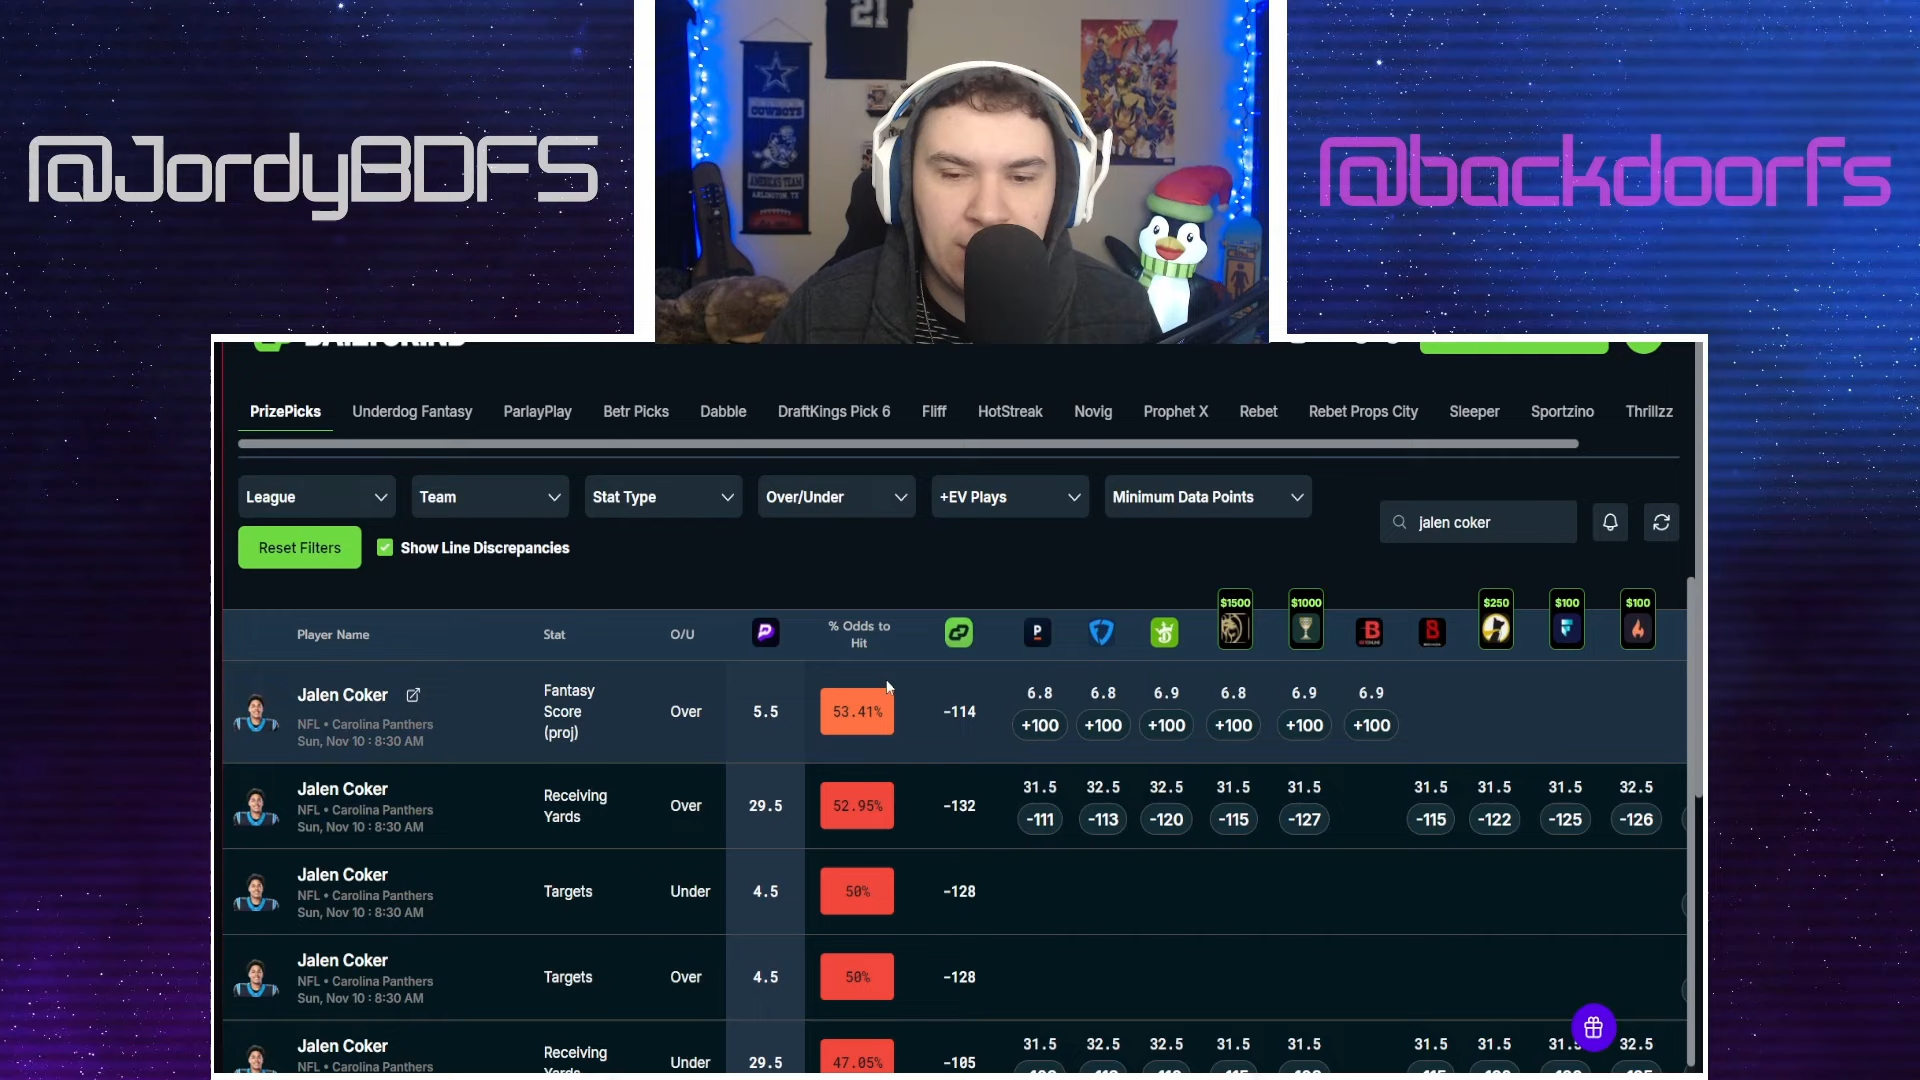 @JordyBDFS
@backdoorfs
21
COWBOYS
AMERICA'S TEAM
ARLINGTON, TX
X-MEN
PrizePicks Underdog Fantasy ParlayPlay Betr Picks Dabble DraftKings Pick 6 Fliff HotStreak Novig Prophet X Rebet Rebet Props City Sleeper Sportzino Thrillzz
League Team Stat Type Over/Under +EV Plays Minimum Data Points
jalen coker
Reset Filters Show Line Discrepancies
$1500 $1000 $250 $100 $100
Player Name Stat O/U % Odds to Hit
Jalen Coker
NFL • Carolina Panthers
Sun, Nov 10 : 8:30 AM
Fantasy
Score
(proj)
Over 5.5 53.41% -114
6.8 6.8 6.9 6.8 6.9 6.9
+100 +100 +100 +100 +100 +100
Jalen Coker
NFL • Carolina Panthers
Sun, Nov 10 : 8:30 AM
Receiving
Yards
Over 29.5 52.95% -132
31.5 32.5 32.5 31.5 31.5 31.5 31.5 31.5 32.5
-111 -113 -120 -115 -127 -115 -122 -125 -126
Jalen Coker
NFL • Carolina Panthers
Sun, Nov 10 : 8:30 AM
Targets Under 4.5 50% -128
Jalen Coker
NFL • Carolina Panthers
Sun, Nov 10 : 8:30 AM
Targets Over 4.5 50% -128
Jalen Coker
NFL • Carolina Panthers
Receiving
Under 29.5 47.05% -105
31.5 32.5 32.5 31.5 31.5 31.5 31.5 32.5